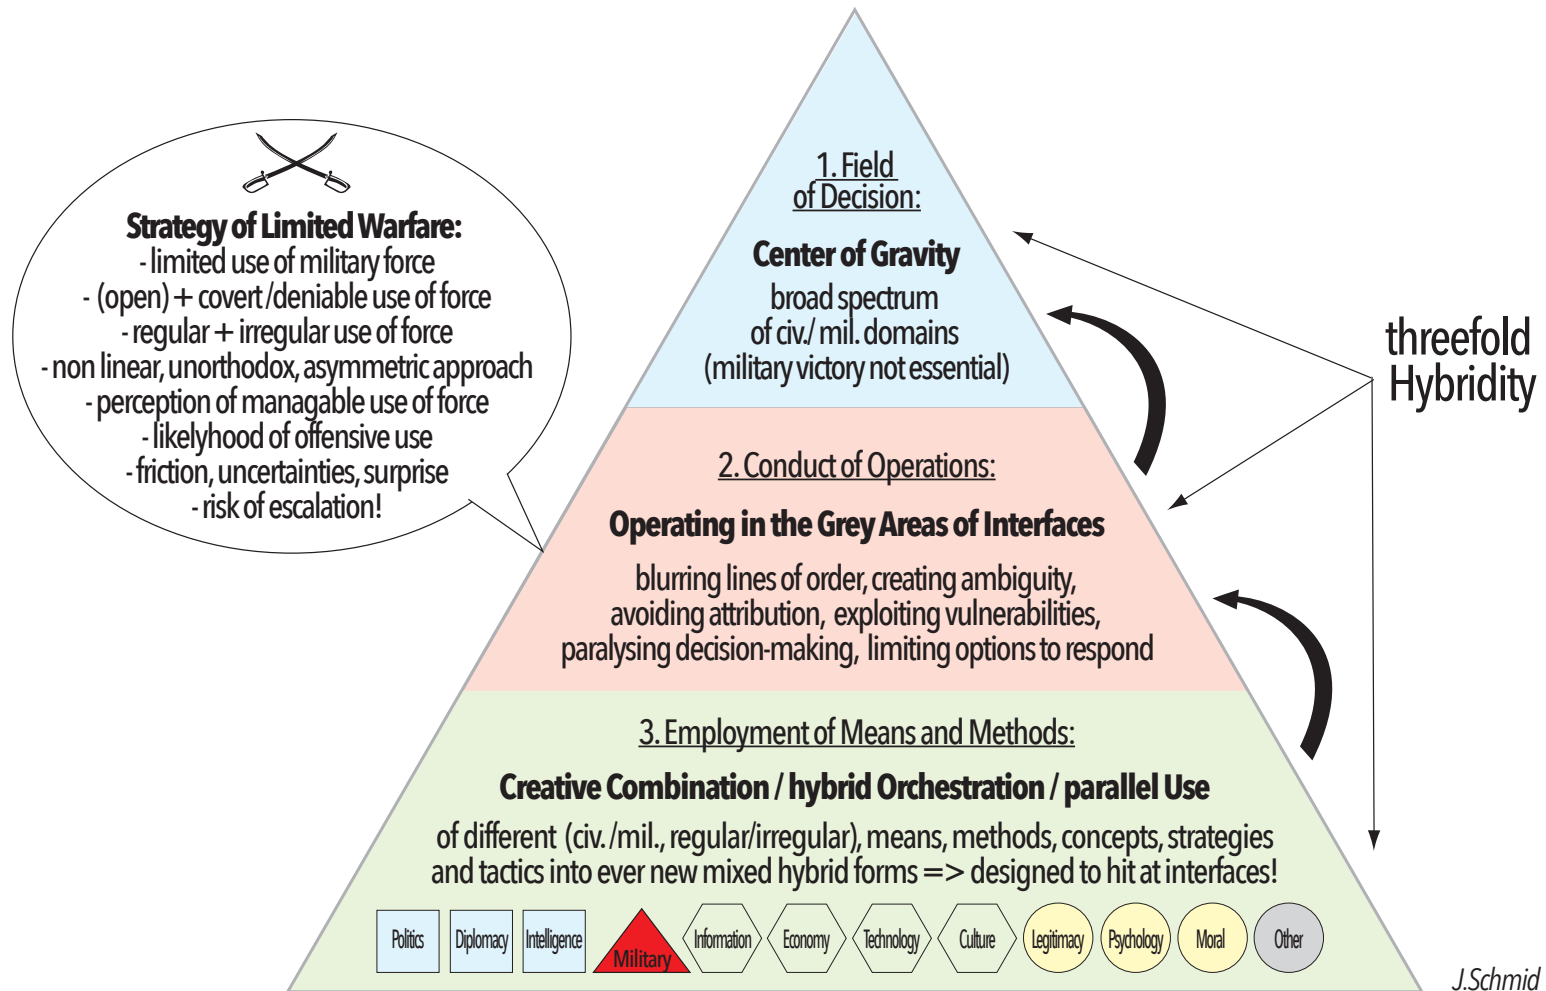 Strategy of Limited Warfare:
- limited use of military force
- (open) + covert/deniable use of force
- regular + irregular use of force
- non linear, unorthodox, asymmetric approach
- perception of managable use of force
- likelyhood of offensive use
- friction, uncertainties, surprise
- risk of escalation!
1. Field
of Decision:
Center of Gravity
broad spectrum
of civ./ mil. domains
(military victory not essential)
threefold
Hybridity
2. Conduct of Operations:
Operating in the Grey Areas of Interfaces
blurring lines of order, creating ambiguity,
avoiding attribution, exploiting vulnerabilities,
paralysing decision-making, limiting options to respond
3. Employment of Means and Methods:
Creative Combination / hybrid Orchestration / parallel Use
of different (civ./mil., regular/irregular), means, methods, concepts, strategies
and tactics into ever new mixed hybrid forms => designed to hit at interfaces!
Politics Diplomacy Intelligence Military Information Economy Technology Culture Legitimacy Psychology Moral Other
J.Schmid